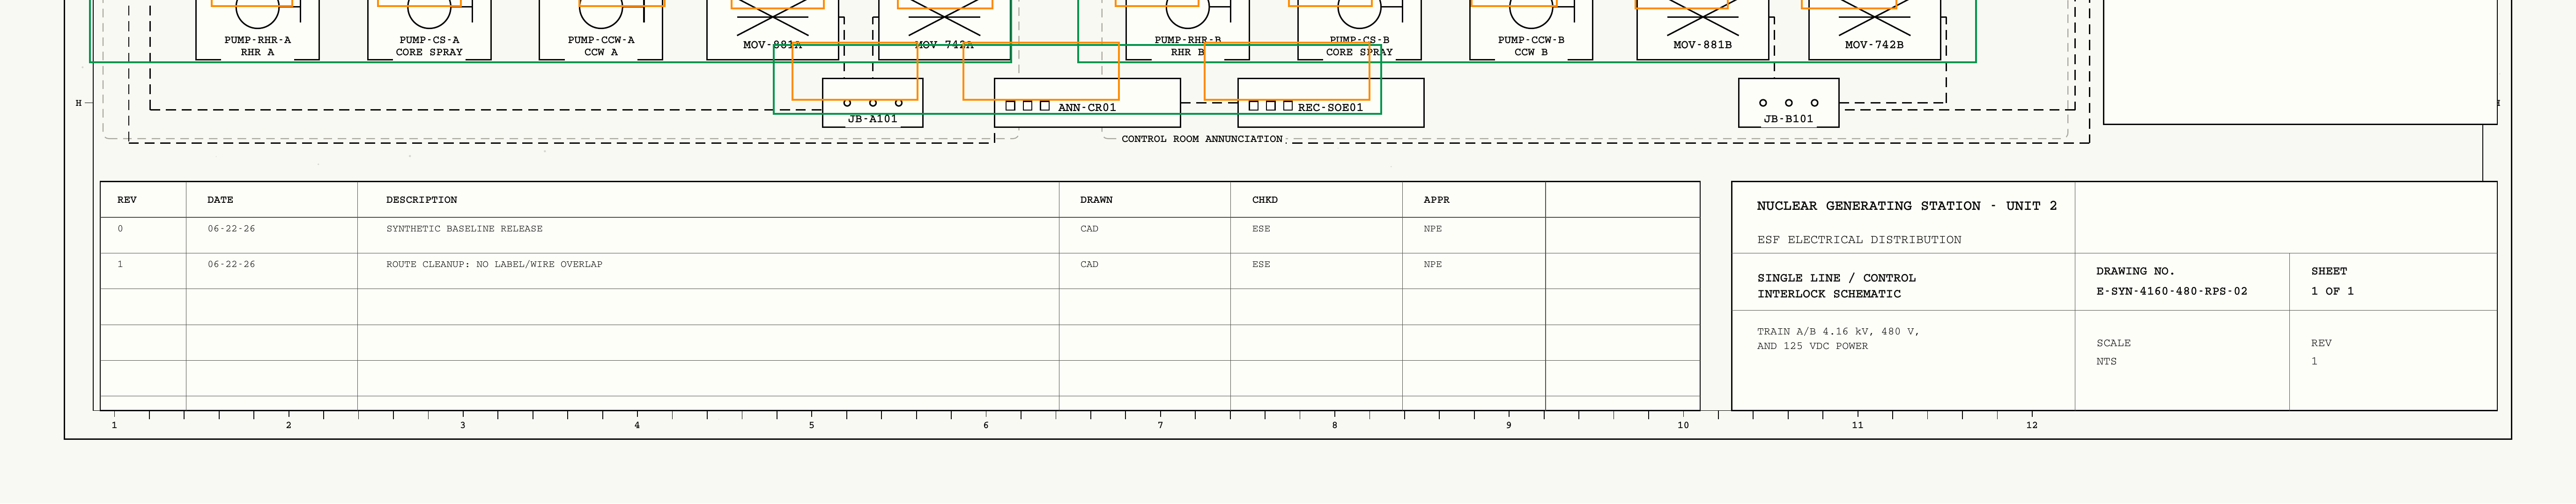 PUMP-RHR-A
RHR A
PUMP-CS-A
CORE SPRAY
PUMP-CCW-A
CCW A
MOV-881A
MOV-742A
PUMP-RHR-B
RHR B
PUMP-CS-B
CORE SPRAY
PUMP-CCW-B
CCW B
MOV-881B
MOV-742B
H
JB-A101
ANN-CR01
REC-SOE01
JB-B101
CONTROL ROOM ANNUNCIATION
REV DATE DESCRIPTION DRAWN CHKD APPR
0 06-22-26 SYNTHETIC BASELINE RELEASE CAD ESE NPE
1 06-22-26 ROUTE CLEANUP: NO LABEL/WIRE OVERLAP CAD ESE NPE
NUCLEAR GENERATING STATION - UNIT 2
ESF ELECTRICAL DISTRIBUTION
SINGLE LINE / CONTROL
INTERLOCK SCHEMATIC
DRAWING NO.
E-SYN-4160-480-RPS-02
SHEET
1 OF 1
TRAIN A/B 4.16 kV, 480 V,
AND 125 VDC POWER
SCALE
NTS
REV
1
1 2 3 4 5 6 7 8 9 10 11 12